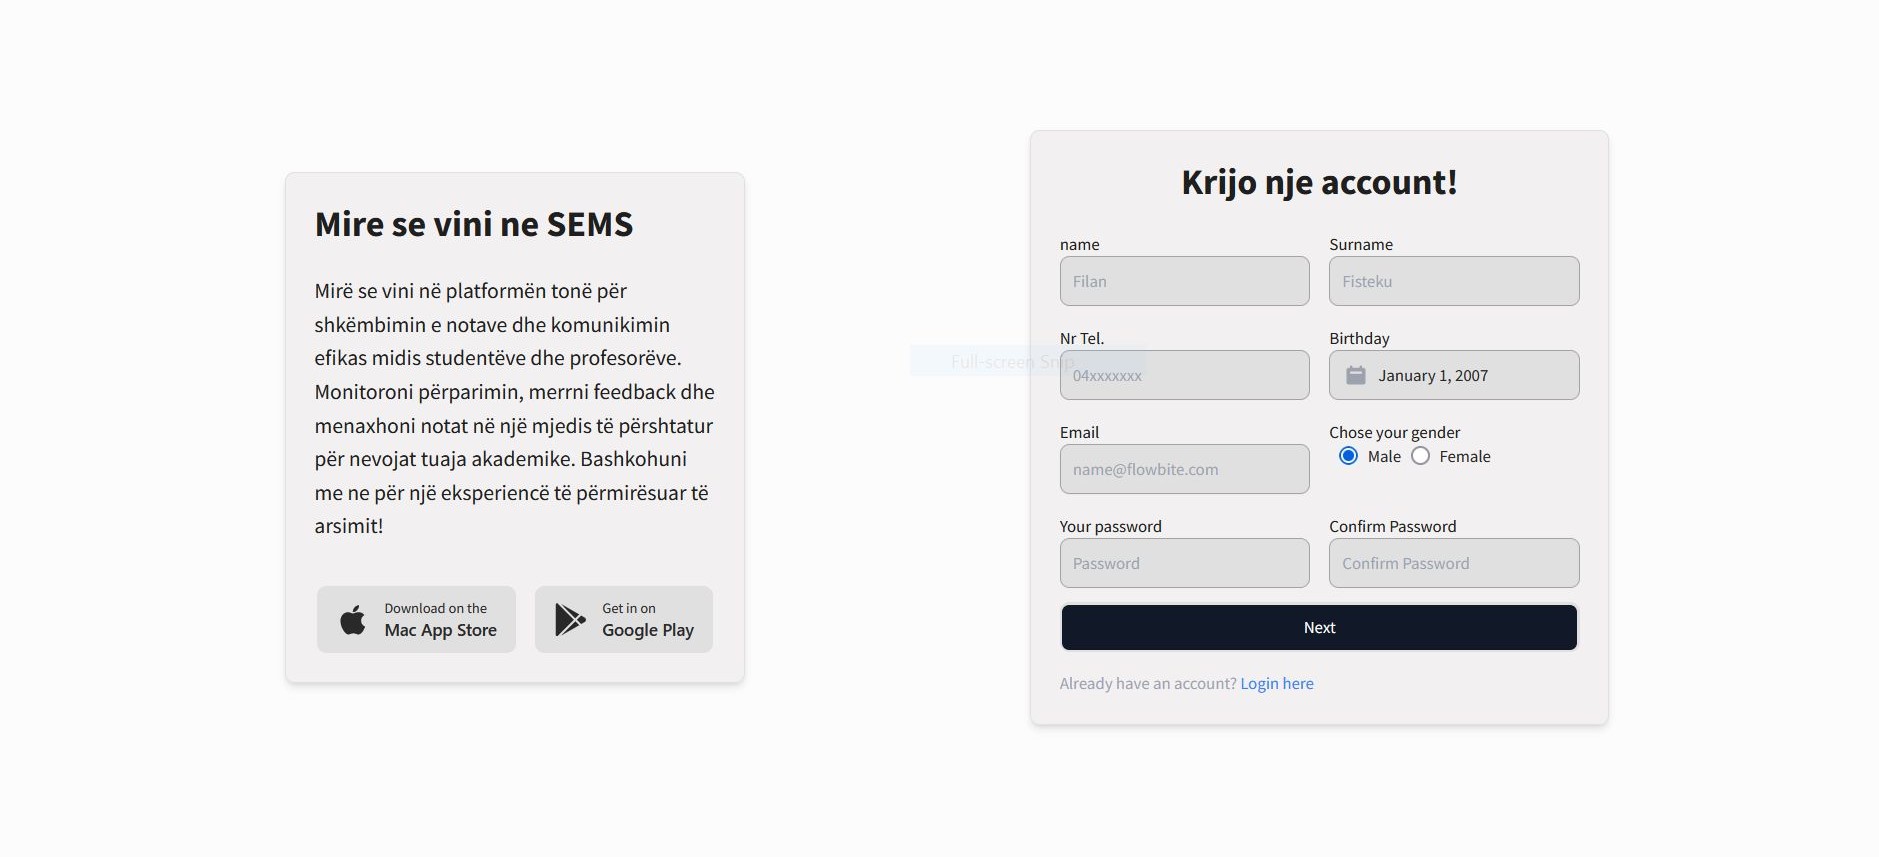 Mire se vini ne SEMS
Mirë se vini në platformën tonë për
shkëmbimin e notave dhe komunikimin
efikas midis studentëve dhe profesorëve.
Monitoroni përparimin, merrni feedback dhe
menaxhoni notat në një mjedis të përshtatur
për nevojat tuaja akademike. Bashkohuni
me ne për një eksperiencë të përmirësuar të
arsimit!
Download on the
Mac App Store
Get in on
Google Play
Full-screen Snip
Krijo nje account!
name
Surname
Filan
Fisteku
Nr Tel.
Birthday
04xxxxxxx
January 1, 2007
Email
Chose your gender
name@flowbite.com
Male
Female
Your password
Confirm Password
Password
Confirm Password
Next
Already have an account? Login here